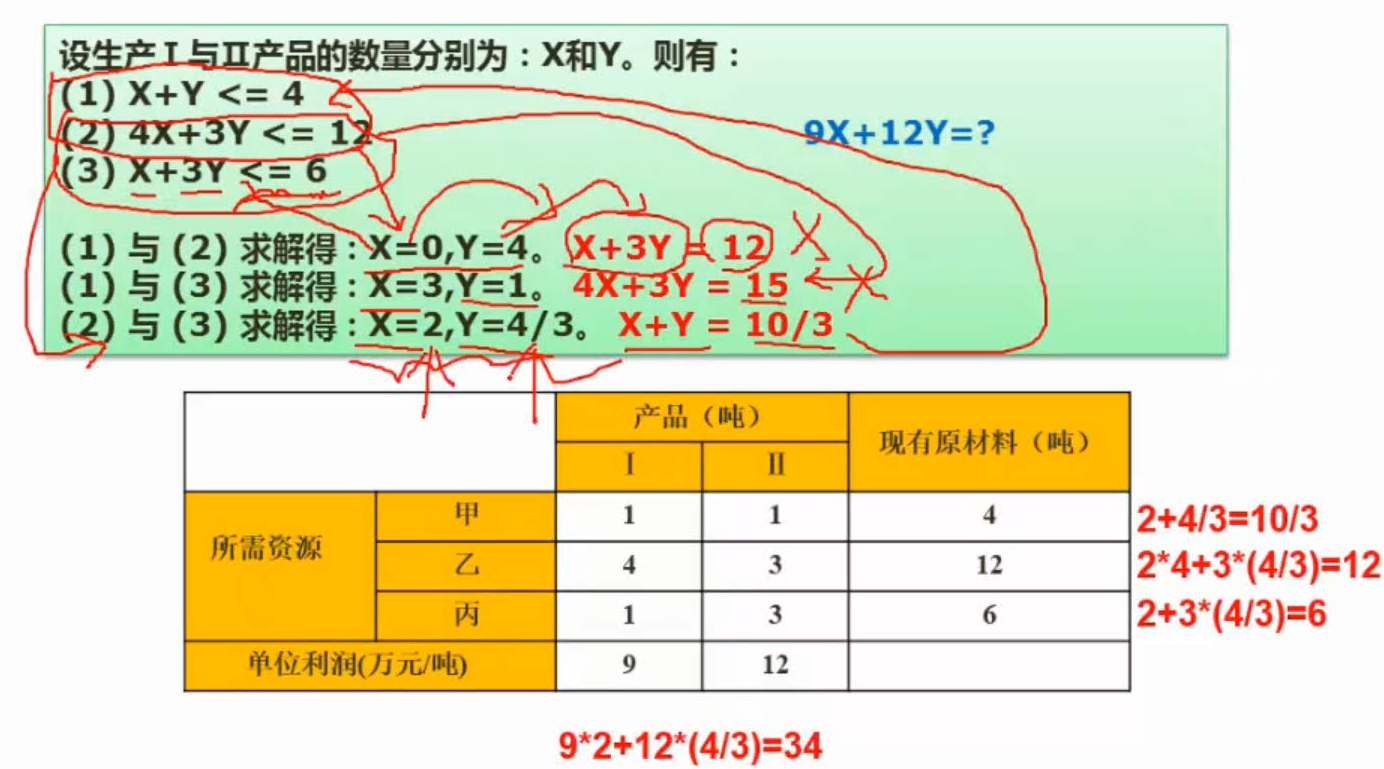 设生产Ⅰ与Ⅱ产品的数量分别为：X和Y。则有：
(1) X+Y <= 4
(2) 4X+3Y <= 12
9X+12Y=?
(3) X+3Y <= 6
(1) 与 (2) 求解得：X=0,Y=4。 X+3Y = 12
(1) 与 (3) 求解得：X=3,Y=1。 4X+3Y = 15
(2) 与 (3) 求解得：X=2,Y=4/3。 X+Y = 10/3
产品（吨）
现有原材料（吨）
Ⅰ Ⅱ
所需资源
甲 1 1 4 2+4/3=10/3
乙 4 3 12 2*4+3*(4/3)=12
丙 1 3 6 2+3*(4/3)=6
单位利润(万元/吨) 9 12
9*2+12*(4/3)=34